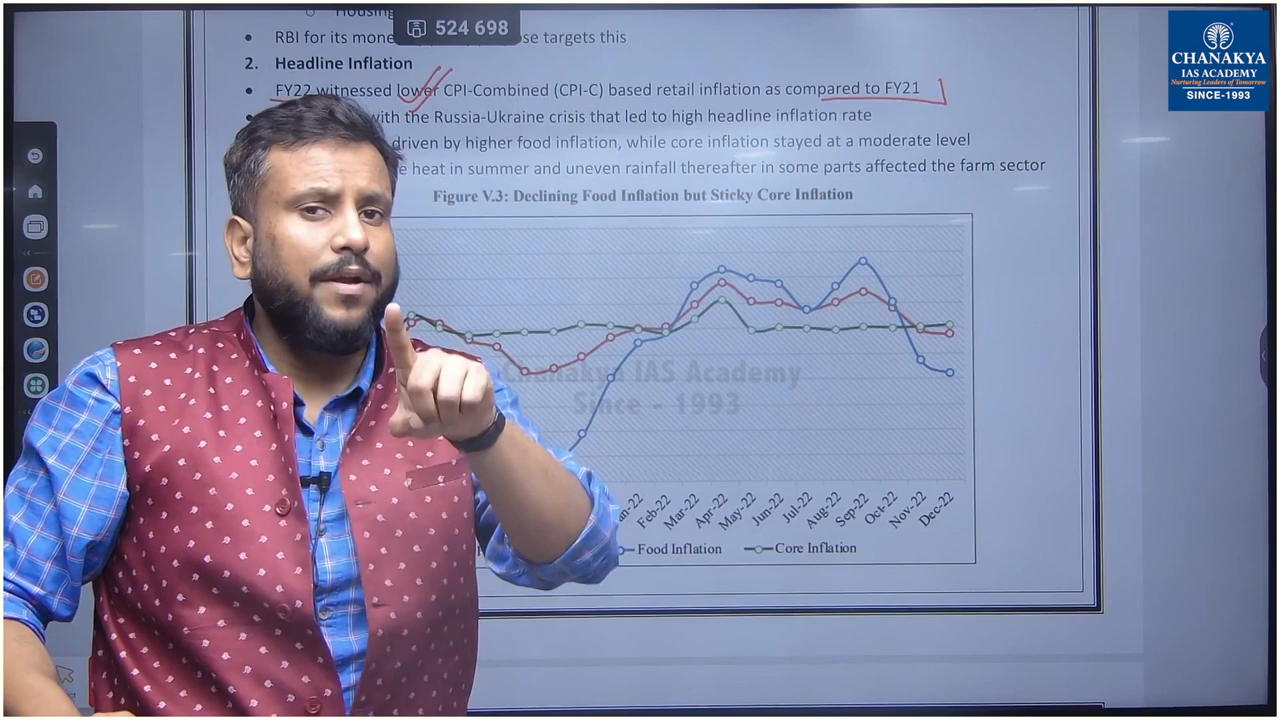 Housing
524 698
RBI for its mone ose targets this
2. Headline Inflation
FY22 witnessed lower CPI-Combined (CPI-C) based retail inflation as compared to FY21
with the Russia-Ukraine crisis that led to high headline inflation rate
driven by higher food inflation, while core inflation stayed at a moderate level
e heat in summer and uneven rainfall thereafter in some parts affected the farm sector
Figure V.3: Declining Food Inflation but Sticky Core Inflation
Chanakya IAS Academy
Since - 1993
Feb-22
Mar-22
Apr-22
May-22
Jun-22
Jul-22
Aug-22
Sep-22
Oct-22
Nov-22
Dec-22
Food Inflation Core Inflation
CHANAKYA
IAS ACADEMY
Nurturing Leaders of Tomorrow
SINCE-1993